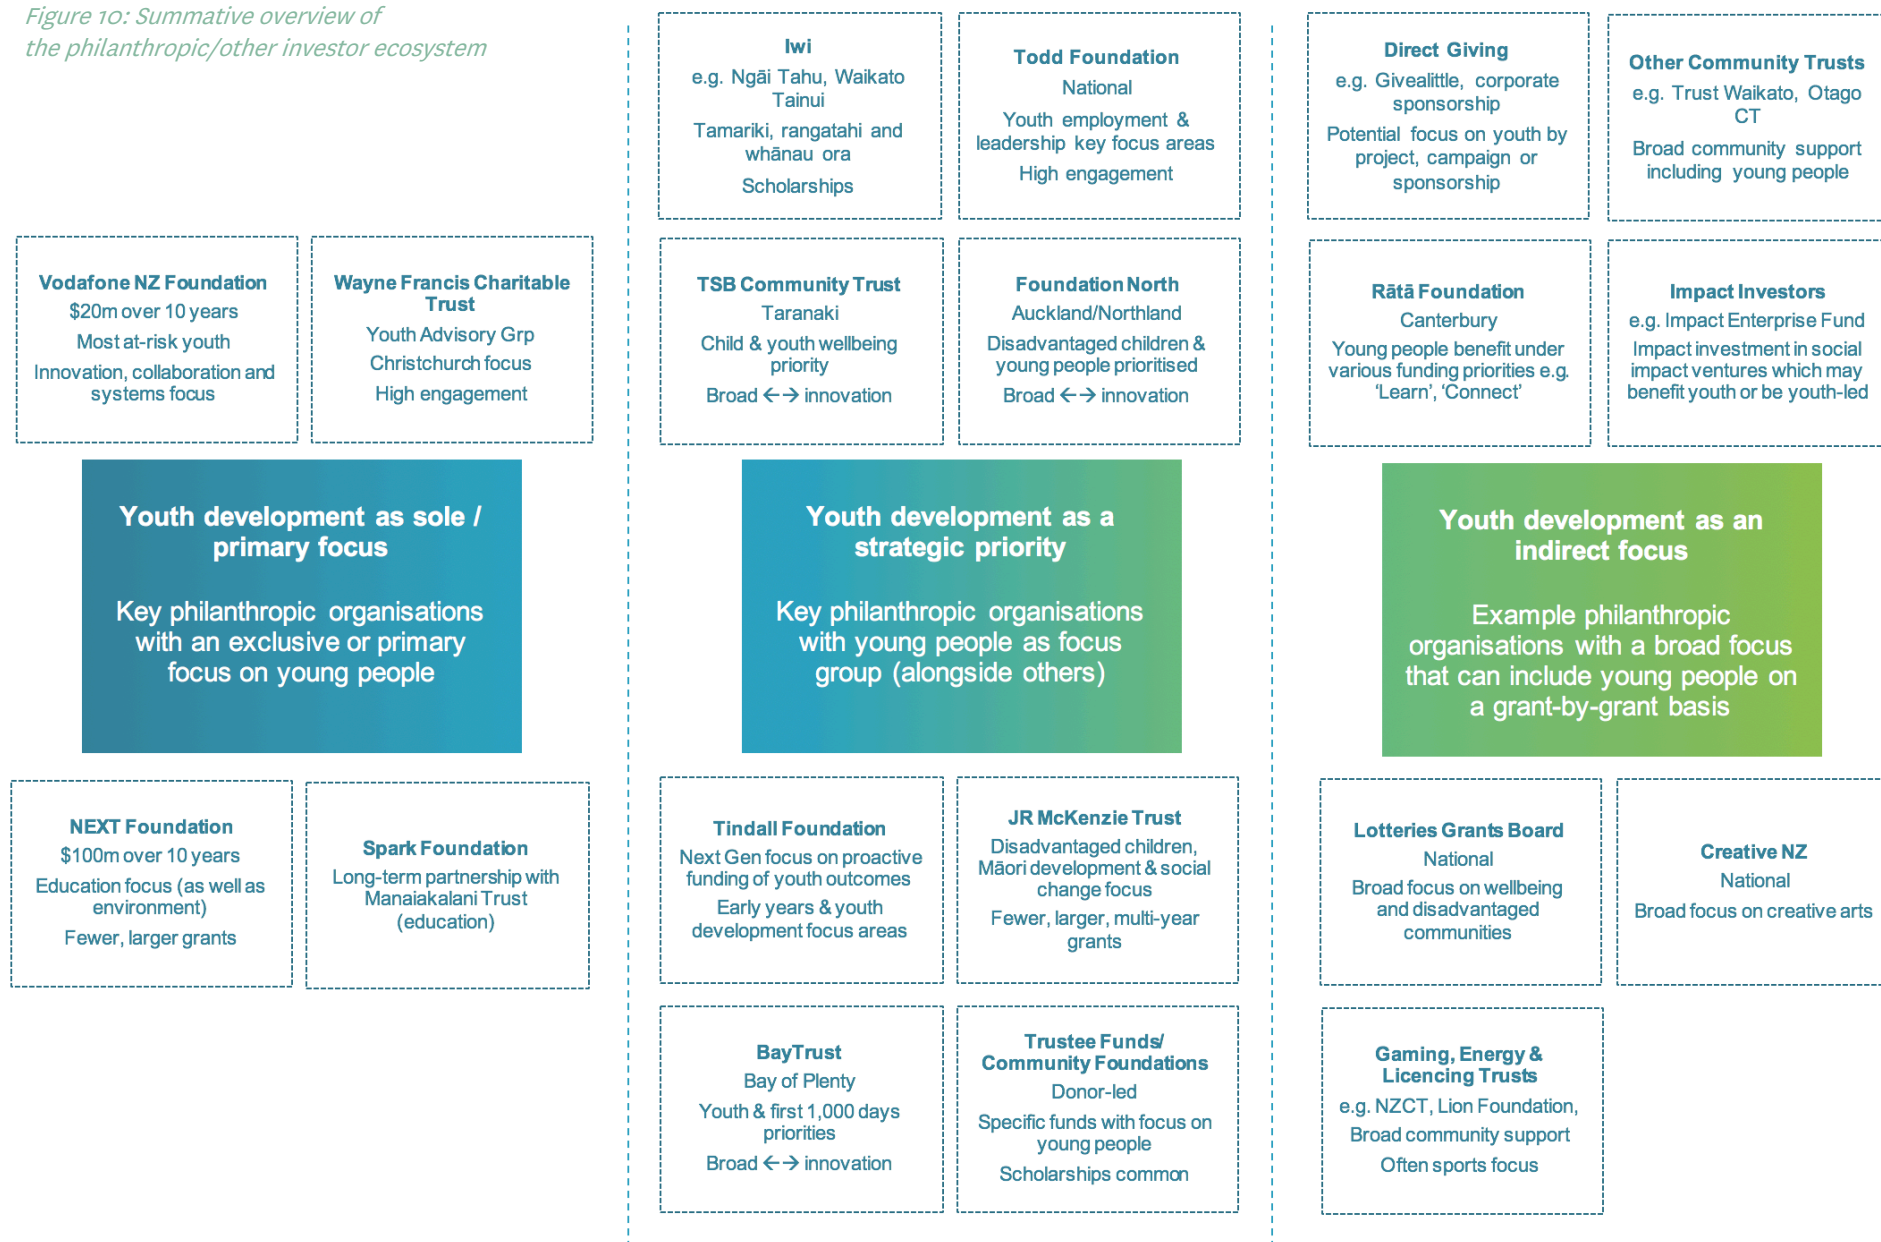 Figure 10: Summative overview of
the philanthropic/other investor ecosystem
Vodafone NZ Foundation
$20m over 10 years
Most at-risk youth
Innovation, collaboration and
systems focus
Wayne Francis Charitable
Trust
Youth Advisory Grp
Christchurch focus
High engagement
Youth development as sole /
primary focus
Key philanthropic organisations
with an exclusive or primary
focus on young people
NEXT Foundation
$100m over 10 years
Education focus (as well as
environment)
Fewer, larger grants
Spark Foundation
Long-term partnership with
Manaiakalani Trust
(education)
Iwi
e.g. Ngāi Tahu, Waikato
Tainui
Tamariki, rangatahi and
whānau ora
Scholarships
Todd Foundation
National
Youth employment &
leadership key focus areas
High engagement
TSB Community Trust
Taranaki
Child & youth wellbeing
priority
Broad ←→ innovation
Foundation North
Auckland/Northland
Disadvantaged children &
young people prioritised
Broad ←→ innovation
Youth development as a
strategic priority
Key philanthropic organisations
with young people as focus
group (alongside others)
Tindall Foundation
Next Gen focus on proactive
funding of youth outcomes
Early years & youth
development focus areas
JR McKenzie Trust
Disadvantaged children,
Māori development & social
change focus
Fewer, larger, multi-year
grants
BayTrust
Bay of Plenty
Youth & first 1,000 days
priorities
Broad ←→ innovation
Trustee Funds/
Community Foundations
Donor-led
Specific funds with focus on
young people
Scholarships common
Direct Giving
e.g. Givealittle, corporate
sponsorship
Potential focus on youth by
project, campaign or
sponsorship
Other Community Trusts
e.g. Trust Waikato, Otago
CT
Broad community support
including young people
Rātā Foundation
Canterbury
Young people benefit under
various funding priorities e.g.
‘Learn’, ‘Connect’
Impact Investors
e.g. Impact Enterprise Fund
Impact investment in social
impact ventures which may
benefit youth or be youth-led
Youth development as an
indirect focus
Example philanthropic
organisations with a broad focus
that can include young people on
a grant-by-grant basis
Lotteries Grants Board
National
Broad focus on wellbeing
and disadvantaged
communities
Creative NZ
National
Broad focus on creative arts
Gaming, Energy &
Licencing Trusts
e.g. NZCT, Lion Foundation,
Broad community support
Often sports focus